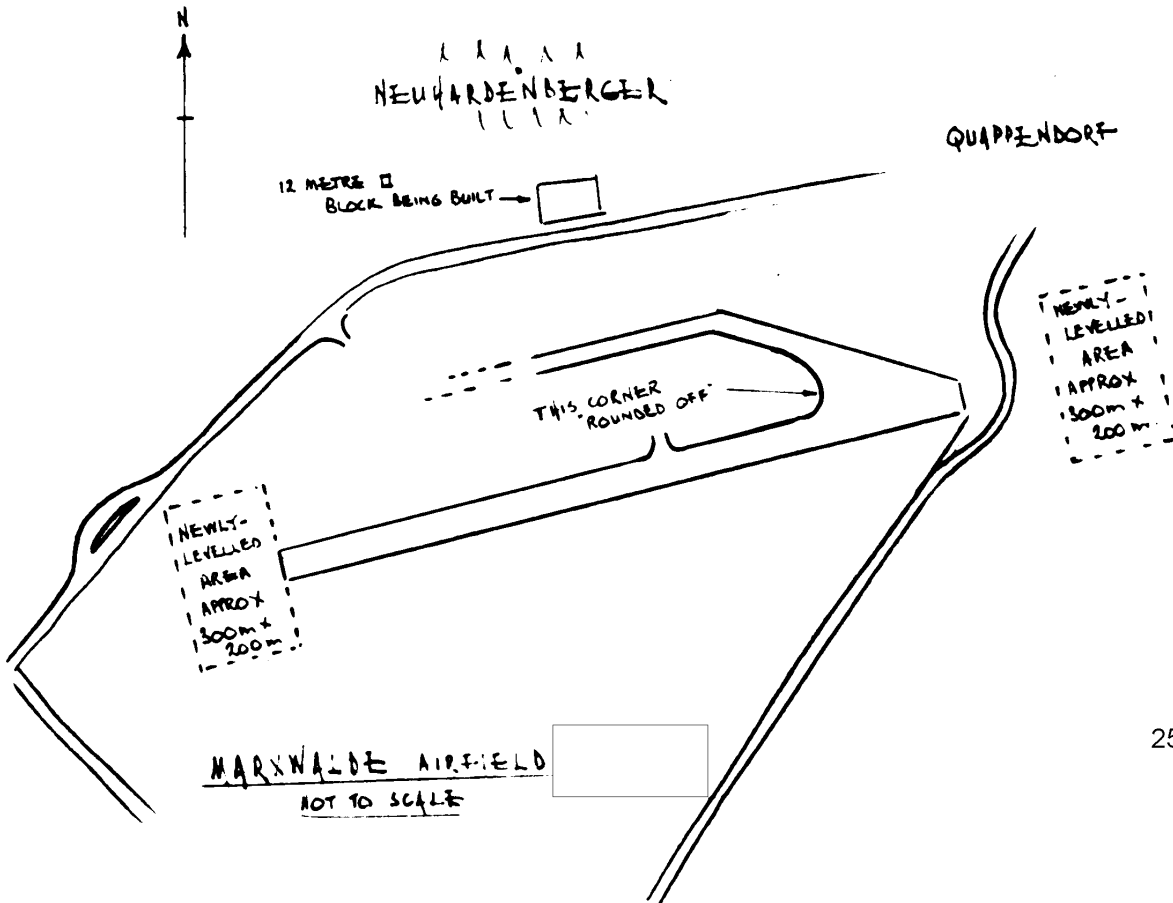 N
NEUHARDENBERGER
QUAPPENDORF
12 METRE □
BLOCK BEING BUILT
NEWLY-
LEVELLED
AREA
APPROX
300m x
200m
THIS CORNER
ROUNDED OFF
NEWLY-
LEVELLED
AREA
APPROX
300m x
200m
25
MARXWALDE AIRFIELD
NOT TO SCALE